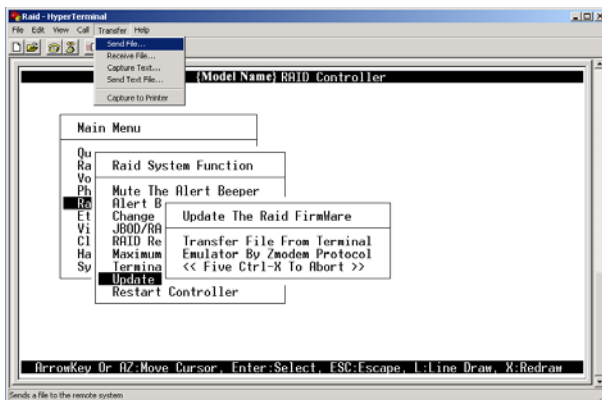 Raid - HyperTerminal
File Edit View Call Transfer Help
Send File...
Receive File...
Capture Text...
Send Text File...
Capture to Printer
{Model Name} RAID Controller
Main Menu
Qu
Ra
Vo
Ph
Ra
Et
Vi
Cl
Ha
Sy
Raid System Function
Mute The Alert Beeper
Alert B
Change
JBOD/RA
RAID Re
Maximum
Termina
Update
Restart Controller
Update The Raid FirmWare
Transfer File From Terminal
Emulator By Zmodem Protocol
<< Five Ctrl-X To Abort >>
ArrowKey Or AZ:Move Cursor, Enter:Select, ESC:Escape, L:Line Draw, X:Redraw
Sends a file to the remote system